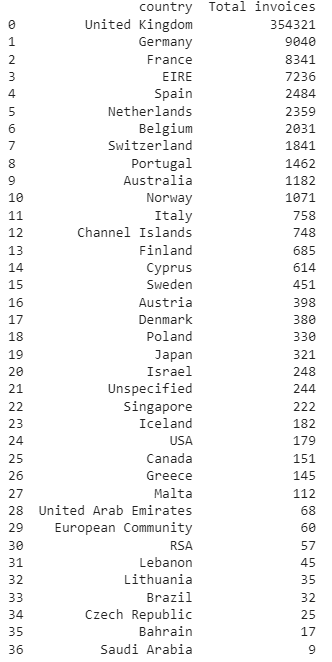 country Total invoices
0 United Kingdom 354321
1 Germany 9040
2 France 8341
3 EIRE 7236
4 Spain 2484
5 Netherlands 2359
6 Belgium 2031
7 Switzerland 1841
8 Portugal 1462
9 Australia 1182
10 Norway 1071
11 Italy 758
12 Channel Islands 748
13 Finland 685
14 Cyprus 614
15 Sweden 451
16 Austria 398
17 Denmark 380
18 Poland 330
19 Japan 321
20 Israel 248
21 Unspecified 244
22 Singapore 222
23 Iceland 182
24 USA 179
25 Canada 151
26 Greece 145
27 Malta 112
28 United Arab Emirates 68
29 European Community 60
30 RSA 57
31 Lebanon 45
32 Lithuania 35
33 Brazil 32
34 Czech Republic 25
35 Bahrain 17
36 Saudi Arabia 9